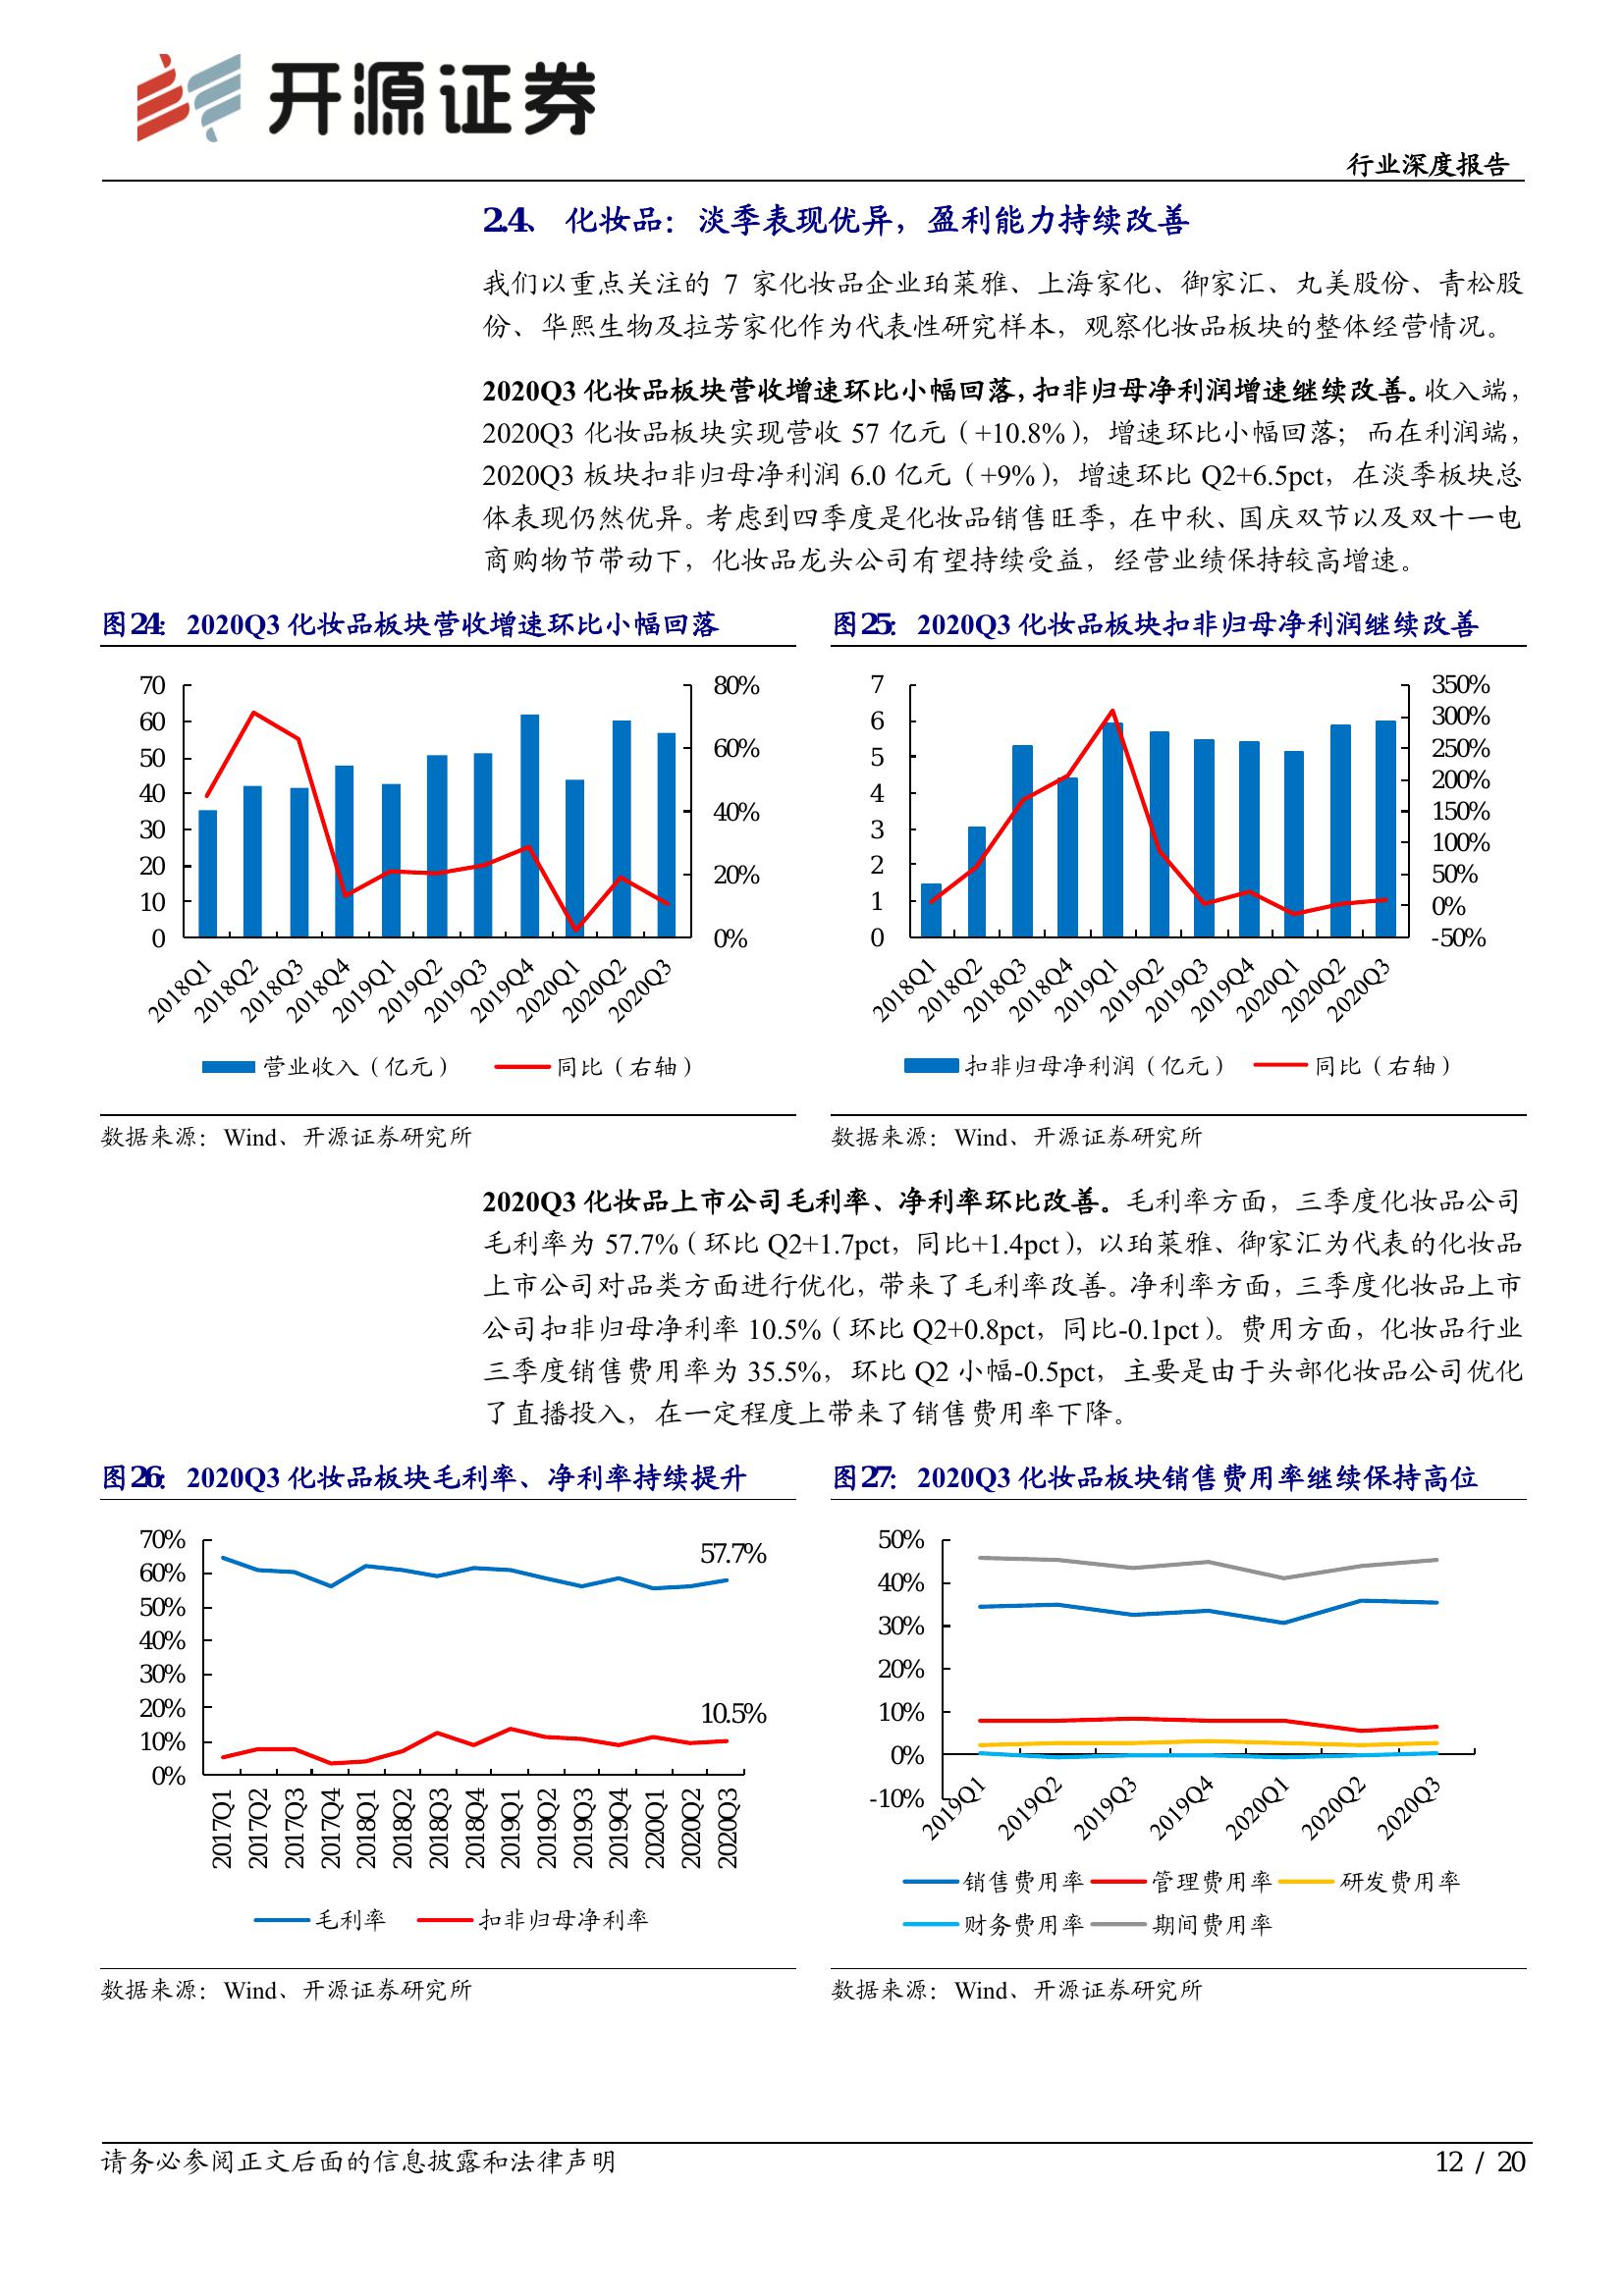 开源证券
行业深度报告
2.4、 化妆品：淡季表现优异，盈利能力持续改善
我们以重点关注的 7 家化妆品企业珀莱雅、上海家化、御家汇、丸美股份、青松股
份、华熙生物及拉芳家化作为代表性研究样本，观察化妆品板块的整体经营情况。
2020Q3 化妆品板块营收增速环比小幅回落，扣非归母净利润增速继续改善。收入端，
2020Q3 化妆品板块实现营收 57 亿元（+10.8%），增速环比小幅回落；而在利润端，
2020Q3 板块扣非归母净利润 6.0 亿元（+9%），增速环比 Q2+6.5pct，在淡季板块总
体表现仍然优异。考虑到四季度是化妆品销售旺季，在中秋、国庆双节以及双十一电
商购物节带动下，化妆品龙头公司有望持续受益，经营业绩保持较高增速。
图24： 2020Q3 化妆品板块营收增速环比小幅回落
70
60
50
40
30
20
10
0
80%
60%
40%
20%
0%
2018Q1 2018Q2 2018Q3 2018Q4 2019Q1 2019Q2 2019Q3 2019Q4 2020Q1 2020Q2 2020Q3
营业收入（亿元） 同比（右轴）
数据来源：Wind、开源证券研究所
图25： 2020Q3 化妆品板块扣非归母净利润继续改善
7
6
5
4
3
2
1
0
350%
300%
250%
200%
150%
100%
50%
0%
-50%
2018Q1 2018Q2 2018Q3 2018Q4 2019Q1 2019Q2 2019Q3 2019Q4 2020Q1 2020Q2 2020Q3
扣非归母净利润（亿元） 同比（右轴）
数据来源：Wind、开源证券研究所
2020Q3 化妆品上市公司毛利率、净利率环比改善。毛利率方面，三季度化妆品公司
毛利率为 57.7%（环比 Q2+1.7pct，同比+1.4pct），以珀莱雅、御家汇为代表的化妆品
上市公司对品类方面进行优化，带来了毛利率改善。净利率方面，三季度化妆品上市
公司扣非归母净利率 10.5%（环比 Q2+0.8pct，同比-0.1pct）。费用方面，化妆品行业
三季度销售费用率为 35.5%，环比 Q2 小幅-0.5pct，主要是由于头部化妆品公司优化
了直播投入，在一定程度上带来了销售费用率下降。
图26： 2020Q3 化妆品板块毛利率、净利率持续提升
70%
60%
50%
40%
30%
20%
10%
0%
57.7%
10.5%
2017Q1 2017Q2 2017Q3 2017Q4 2018Q1 2018Q2 2018Q3 2018Q4 2019Q1 2019Q2 2019Q3 2019Q4 2020Q1 2020Q2 2020Q3
毛利率 扣非归母净利率
数据来源：Wind、开源证券研究所
图27： 2020Q3 化妆品板块销售费用率继续保持高位
50%
40%
30%
20%
10%
0%
-10%
2019Q1 2019Q2 2019Q3 2019Q4 2020Q1 2020Q2 2020Q3
销售费用率 管理费用率 研发费用率
财务费用率 期间费用率
数据来源：Wind、开源证券研究所
请务必参阅正文后面的信息披露和法律声明
12 / 20